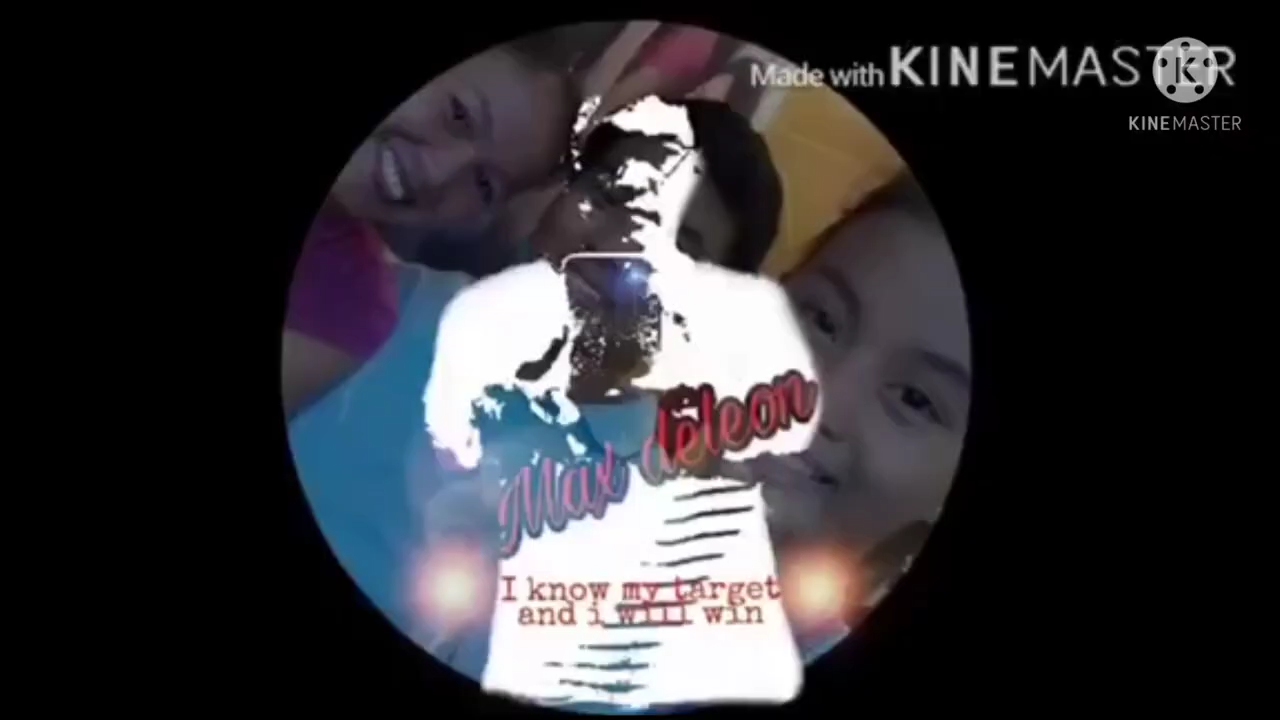 Made with KINEMASTER
K
KINEMASTER
Max deleon
I know my target
and i will win